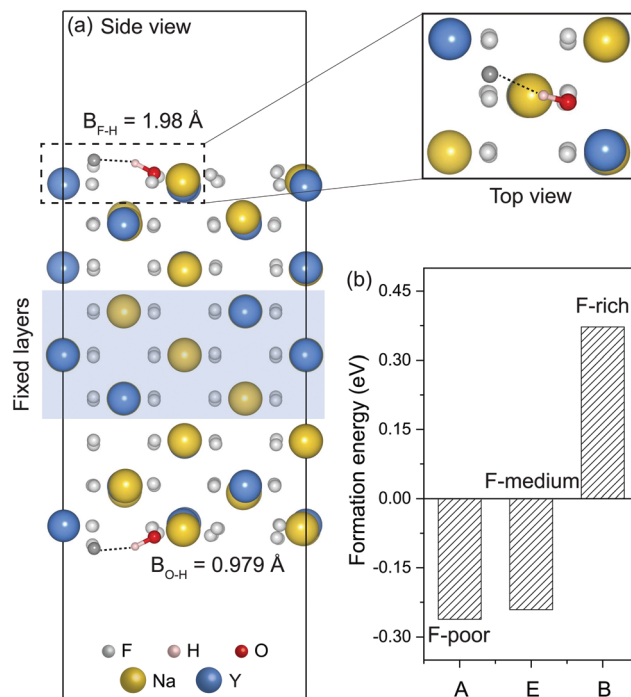 (a) Side view
B_F-H = 1.98 Å
Top view
Fixed layers
B_O-H = 0.979 Å
F H O
Na Y
(b)
Formation energy (eV)
0.45
0.30
0.15
0.00
-0.15
-0.30
F-rich
F-medium
F-poor
A E B